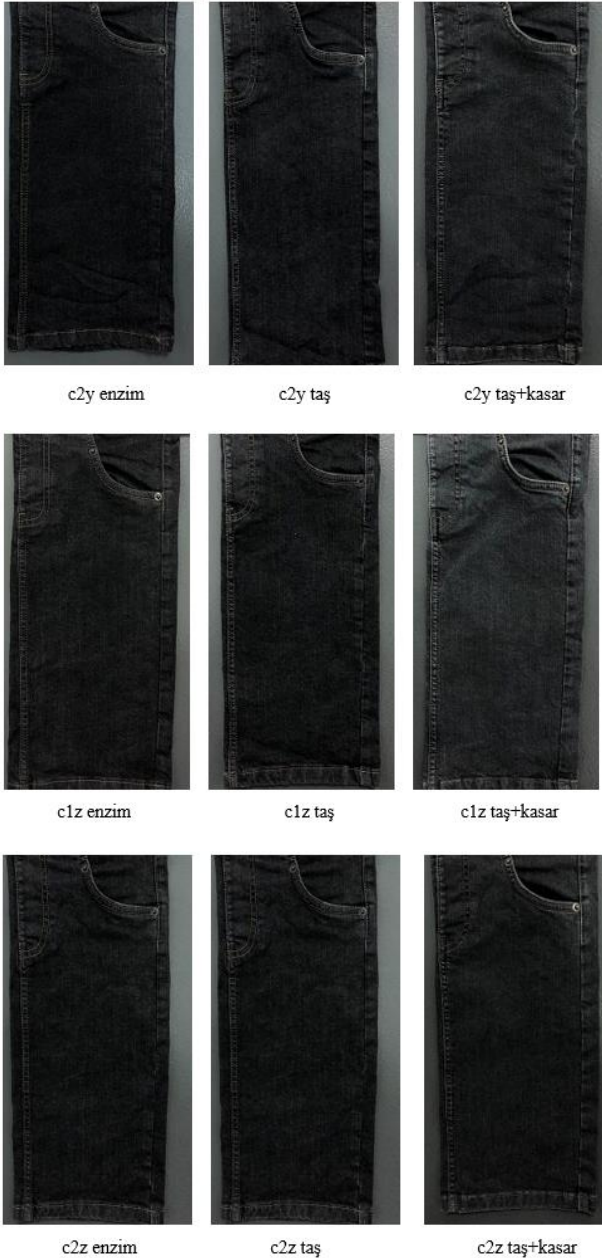 c2y enzim
c2y taş
c2y taş+kasar
c1z enzim
c1z taş
c1z taş+kasar
c2z enzim
c2z taş
c2z taş+kasar